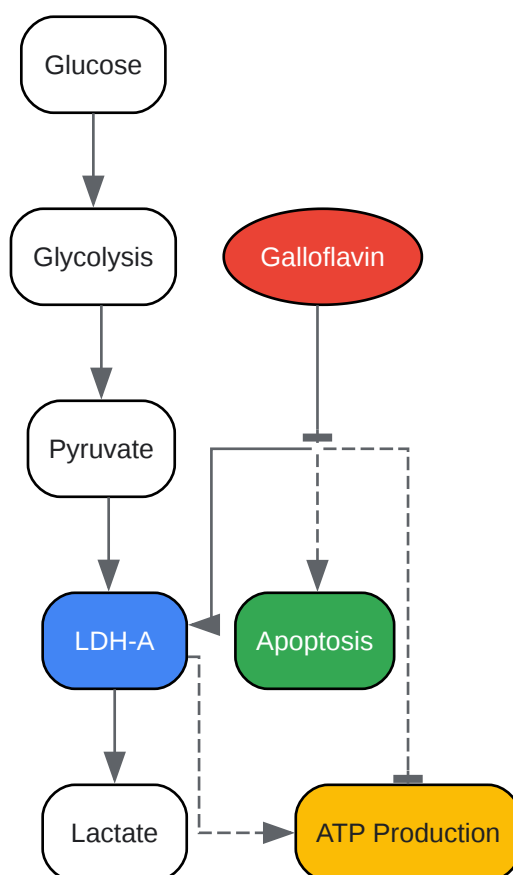 Glucose
Glycolysis
Galloflavin
Pyruvate
LDH-A
Apoptosis
Lactate
ATP Production